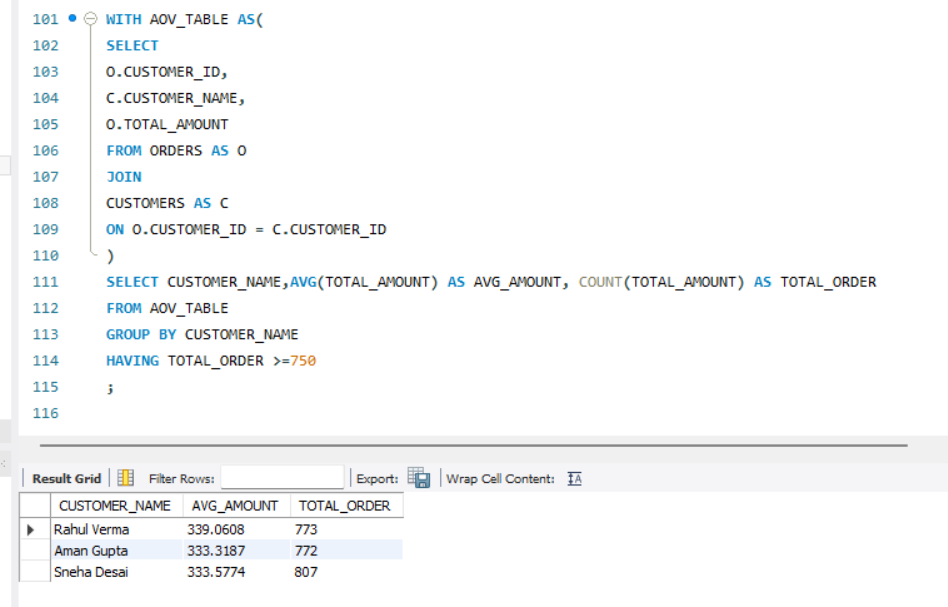 101 WITH AOV_TABLE AS(
102 SELECT
103 O.CUSTOMER_ID,
104 C.CUSTOMER_NAME,
105 O.TOTAL_AMOUNT
106 FROM ORDERS AS O
107 JOIN
108 CUSTOMERS AS C
109 ON O.CUSTOMER_ID = C.CUSTOMER_ID
110 )
111 SELECT CUSTOMER_NAME,AVG(TOTAL_AMOUNT) AS AVG_AMOUNT, COUNT(TOTAL_AMOUNT) AS TOTAL_ORDER
112 FROM AOV_TABLE
113 GROUP BY CUSTOMER_NAME
114 HAVING TOTAL_ORDER >=750
115 ;
116
Result Grid Filter Rows: Export: Wrap Cell Content: IA
CUSTOMER_NAME AVG_AMOUNT TOTAL_ORDER
Rahul Verma 339.0608 773
Aman Gupta 333.3187 772
Sneha Desai 333.5774 807